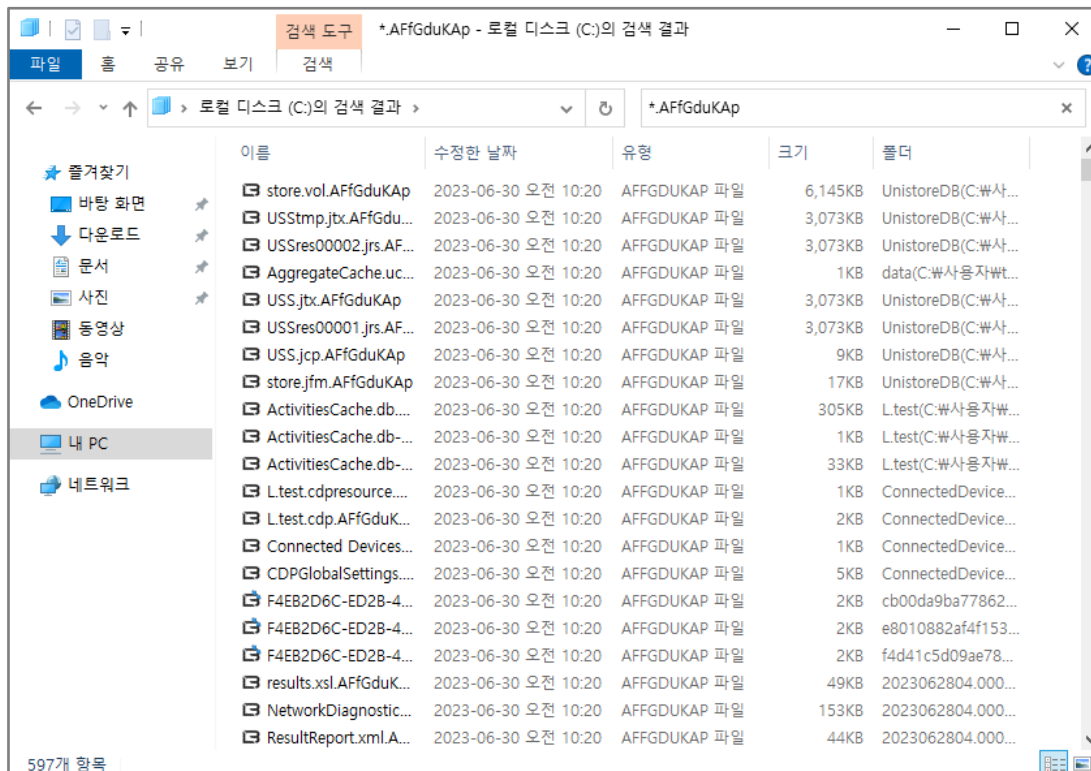 검색 도구 *.AFfGduKAp - 로컬 디스크 (C:)의 검색 결과
파일 홈 공유 보기 검색
로컬 디스크 (C:)의 검색 결과 *.AFfGduKAp
이름 수정한 날짜 유형 크기 폴더
즐겨찾기
바탕 화면
다운로드
문서
사진
동영상
음악
OneDrive
내 PC
네트워크
store.vol.AFfGduKAp 2023-06-30 오전 10:20 AFFGDUKAP 파일 6,145KB UnistoreDB(C:₩사...
USStmp.jtx.AFfGdu... 2023-06-30 오전 10:20 AFFGDUKAP 파일 3,073KB UnistoreDB(C:₩사...
USSres00002.jrs.AF... 2023-06-30 오전 10:20 AFFGDUKAP 파일 3,073KB UnistoreDB(C:₩사...
AggregateCache.uc... 2023-06-30 오전 10:20 AFFGDUKAP 파일 1KB data(C:₩사용자₩t...
USS.jtx.AFfGduKAp 2023-06-30 오전 10:20 AFFGDUKAP 파일 3,073KB UnistoreDB(C:₩사...
USSres00001.jrs.AF... 2023-06-30 오전 10:20 AFFGDUKAP 파일 3,073KB UnistoreDB(C:₩사...
USS.jcp.AFfGduKAp 2023-06-30 오전 10:20 AFFGDUKAP 파일 9KB UnistoreDB(C:₩사...
store.jfm.AFfGduKAp 2023-06-30 오전 10:20 AFFGDUKAP 파일 17KB UnistoreDB(C:₩사...
ActivitiesCache.db.... 2023-06-30 오전 10:20 AFFGDUKAP 파일 305KB L.test(C:₩사용자₩...
ActivitiesCache.db-... 2023-06-30 오전 10:20 AFFGDUKAP 파일 1KB L.test(C:₩사용자₩...
ActivitiesCache.db-... 2023-06-30 오전 10:20 AFFGDUKAP 파일 33KB L.test(C:₩사용자₩...
L.test.cdpresource.... 2023-06-30 오전 10:20 AFFGDUKAP 파일 1KB ConnectedDevice...
L.test.cdp.AFfGduK... 2023-06-30 오전 10:20 AFFGDUKAP 파일 2KB ConnectedDevice...
Connected Devices... 2023-06-30 오전 10:20 AFFGDUKAP 파일 1KB ConnectedDevice...
CDPGlobalSettings.... 2023-06-30 오전 10:20 AFFGDUKAP 파일 5KB ConnectedDevice...
F4EB2D6C-ED2B-4... 2023-06-30 오전 10:20 AFFGDUKAP 파일 2KB cb00da9ba77862...
F4EB2D6C-ED2B-4... 2023-06-30 오전 10:20 AFFGDUKAP 파일 2KB e8010882af4f153...
F4EB2D6C-ED2B-4... 2023-06-30 오전 10:20 AFFGDUKAP 파일 2KB f4d41c5d09ae78...
results.xsl.AFfGduK... 2023-06-30 오전 10:20 AFFGDUKAP 파일 49KB 2023062804.000...
NetworkDiagnostic... 2023-06-30 오전 10:20 AFFGDUKAP 파일 153KB 2023062804.000...
ResultReport.xml.A... 2023-06-30 오전 10:20 AFFGDUKAP 파일 44KB 2023062804.000...
597개 항목